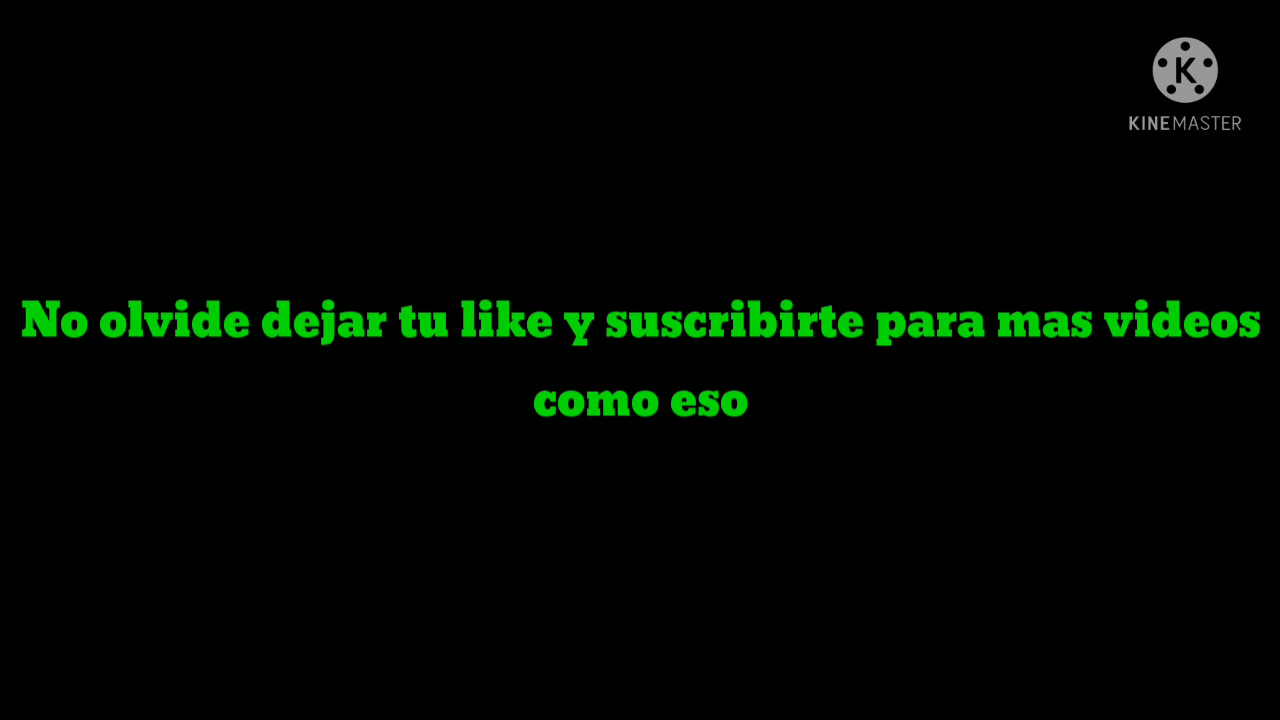 K
KINEMASTER
No olvide dejar tu like y suscribirte para mas videos
como eso